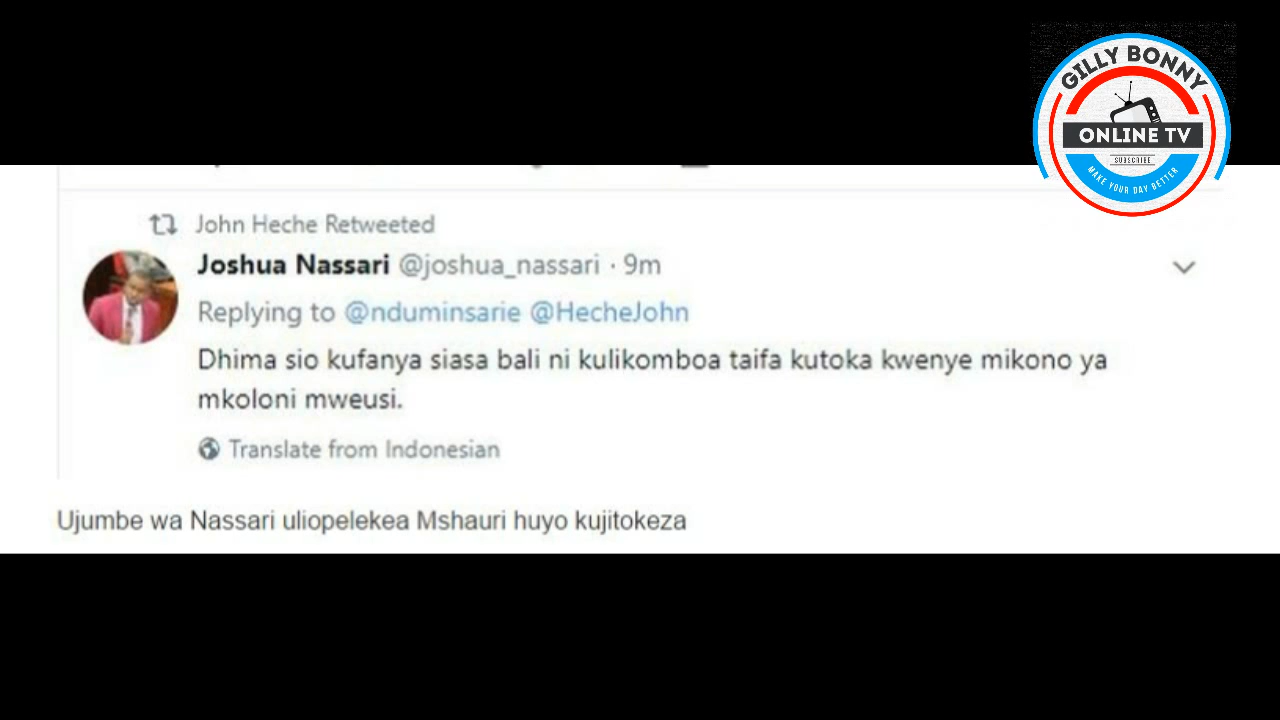 GILLY BONNY
ONLINE TV
SUBSCRIBE
MAKE YOUR DAY BETTER
John Heche Retweeted
Joshua Nassari @joshua_nassari · 9m
Replying to @nduminsarie @HecheJohn
Dhima sio kufanya siasa bali ni kulikomboa taifa kutoka kwenye mikono ya
mkoloni mweusi.
Translate from Indonesian
Ujumbe wa Nassari uliopelekea Mshauri huyo kujitokeza